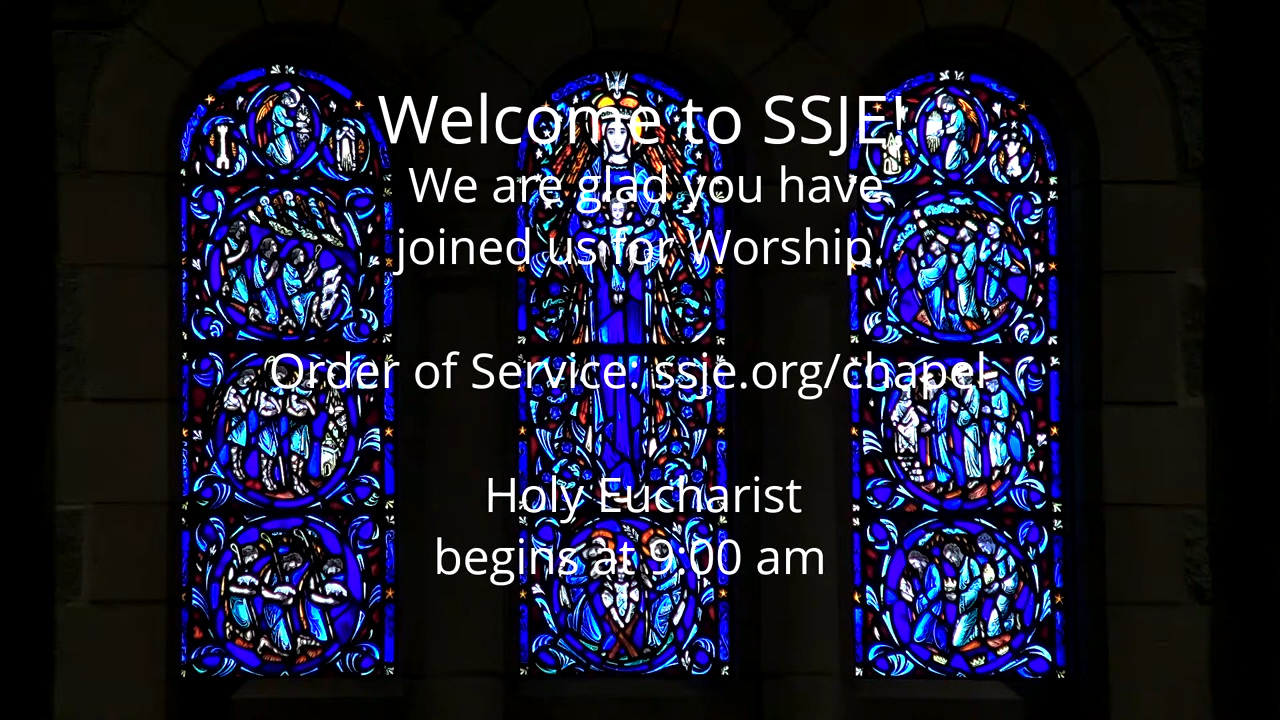 Welcome to SSJE!
We are glad you have
joined us for Worship.
Order of Service: ssje.org/chapel-
Holy Eucharist
begins at 9:00 am